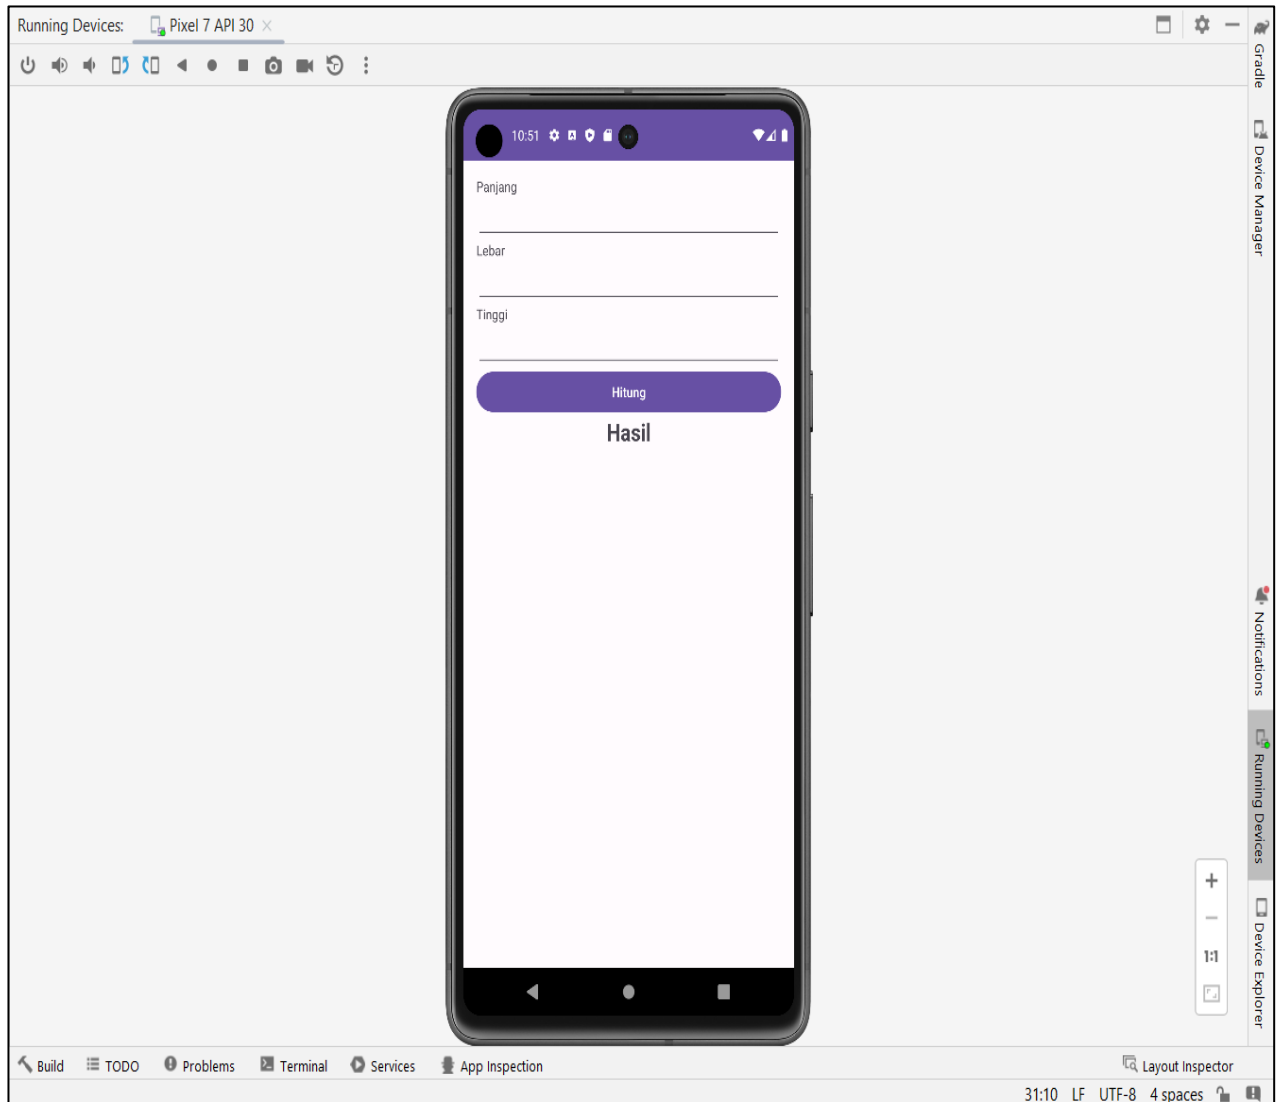 Running Devices: Pixel 7 API 30
Gradle
Device Manager
10:51
Panjang
Lebar
Tinggi
Hitung
Hasil
Notifications
Running Devices
Device Explorer
1:1
Build TODO Problems Terminal Services App Inspection Layout Inspector
31:10 LF UTF-8 4 spaces